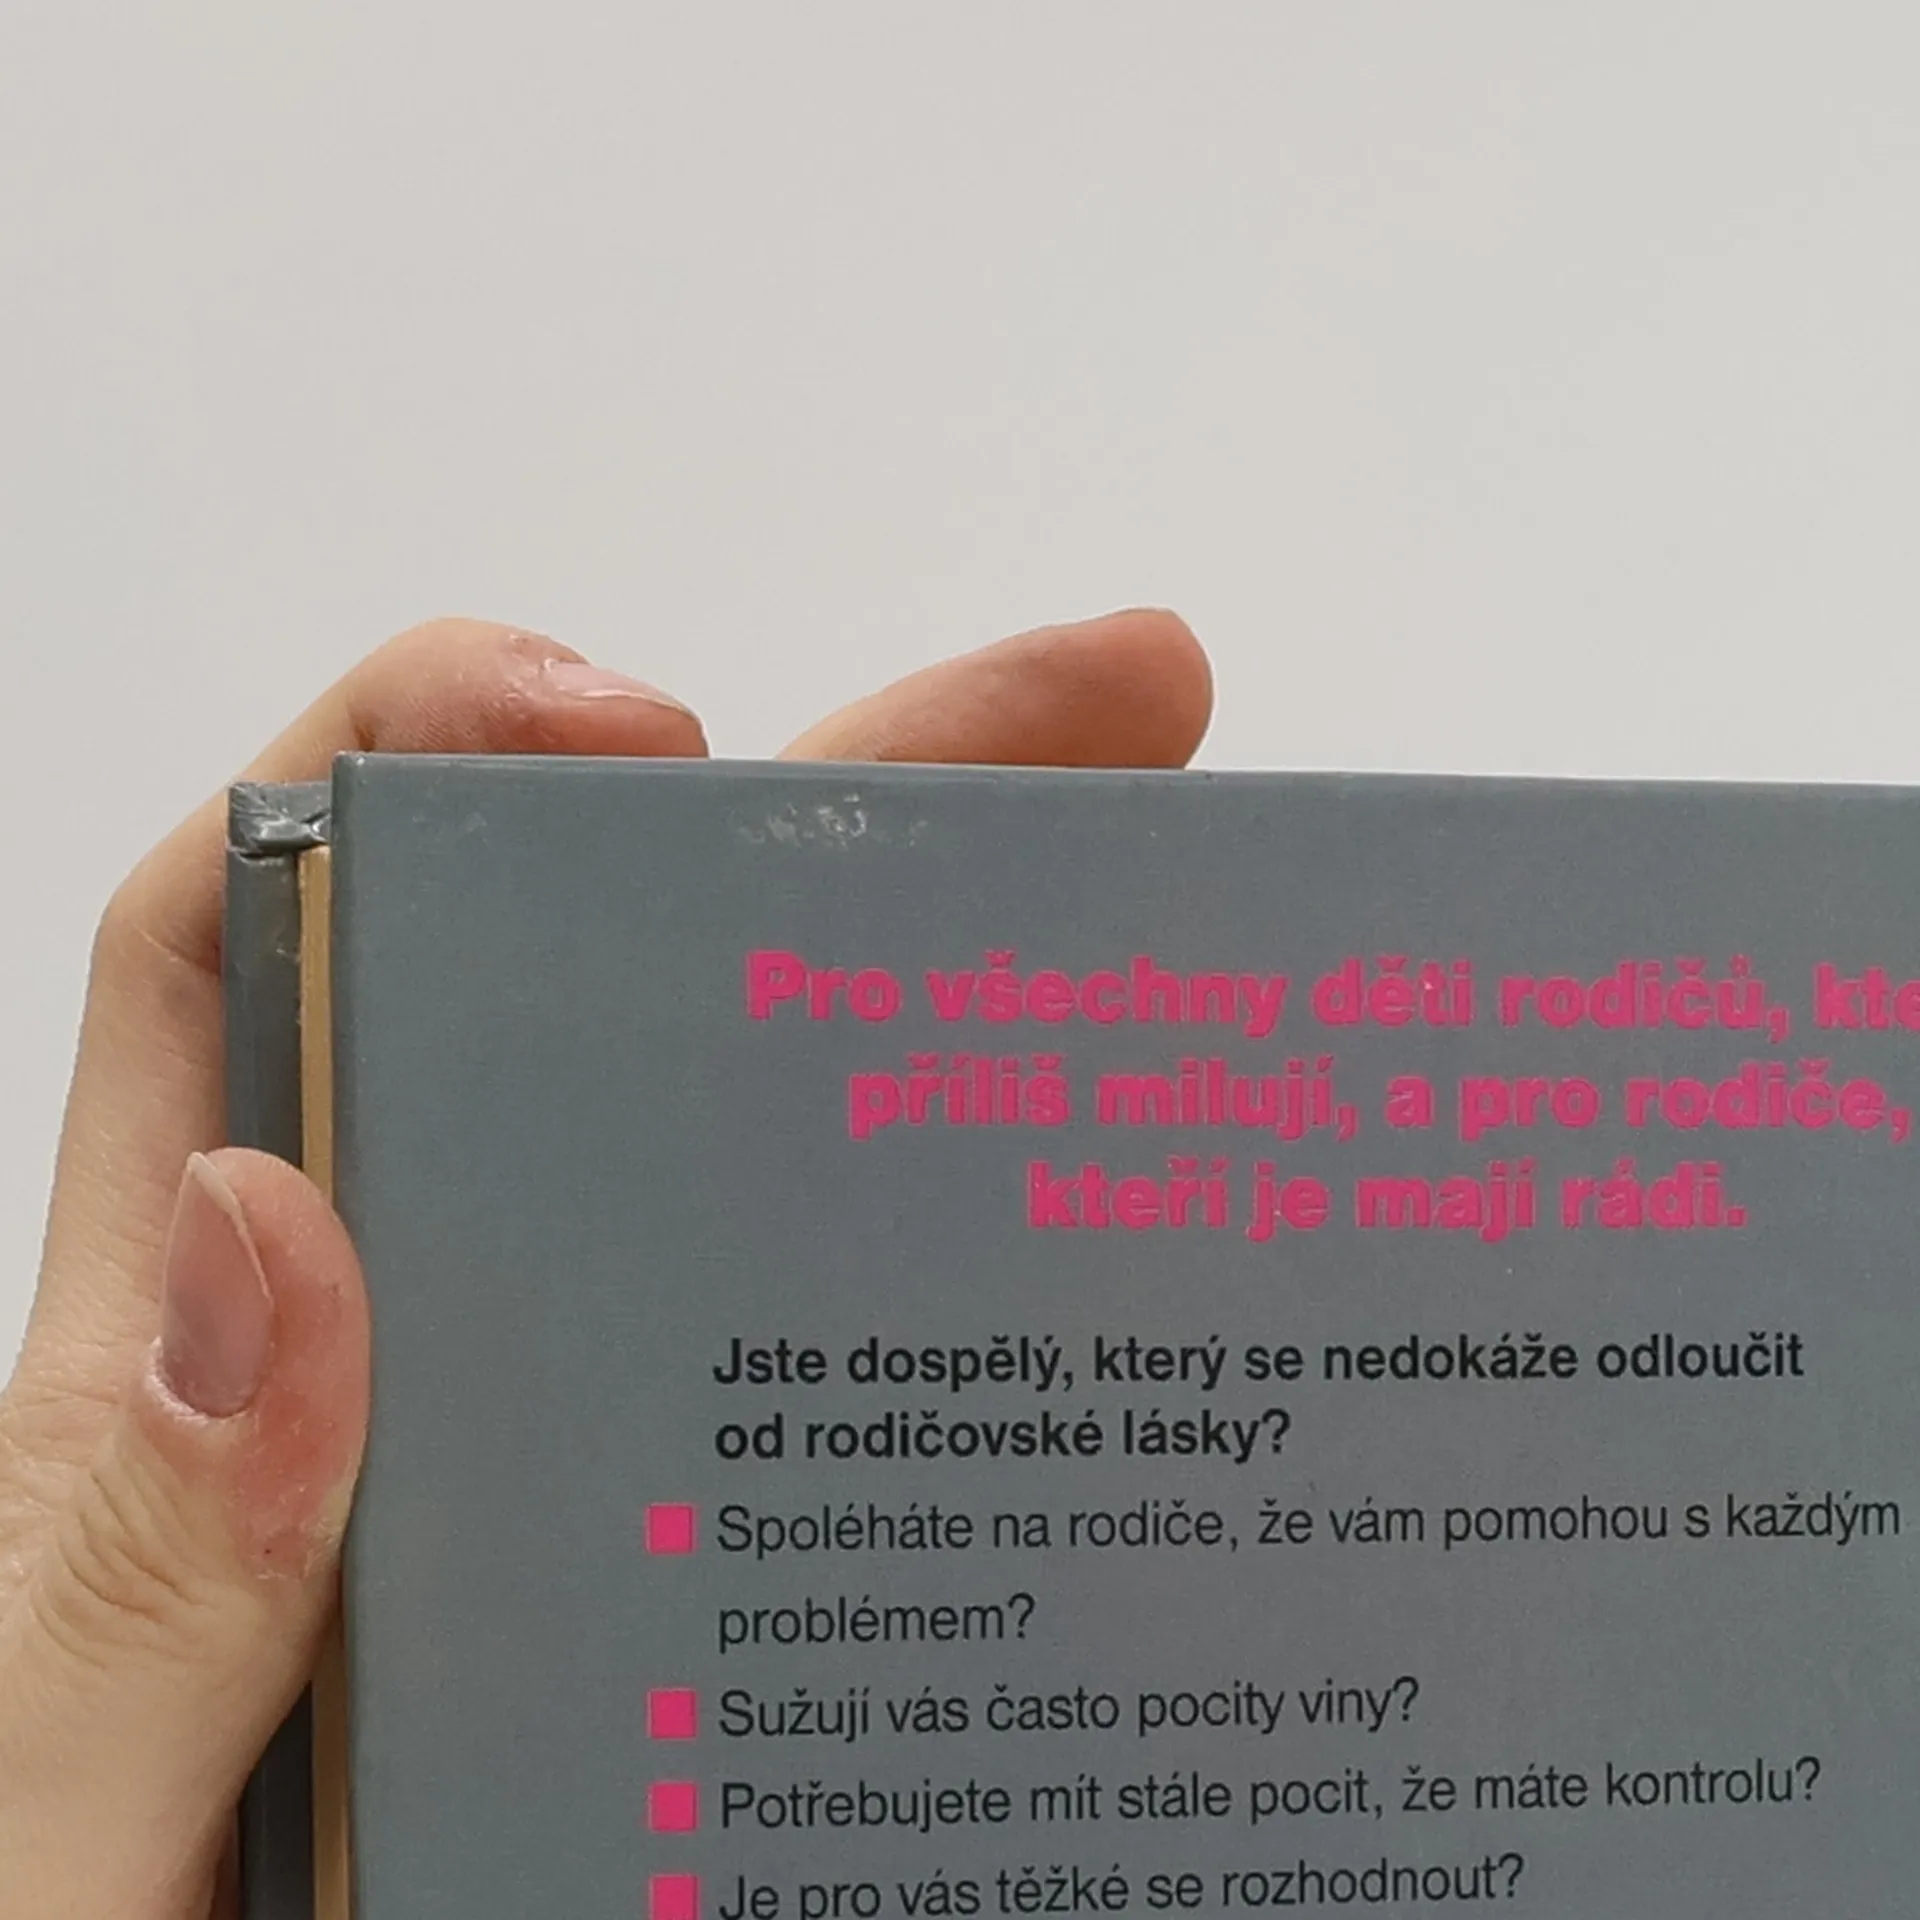 Pro všechny děti rodičů,
příliš milují, a pro rodiče,
kteří je mají rádi.
Jste dospělý, který se nedokáže odloučit
od rodičovské lásky?
Spoléháte na rodiče, že vám pomohou s každým
problémem?
Sužují vás často pocity viny?
Potřebujete mít stále pocit, že máte kontrolu?
Je pro vás těžké se rozhodnout?